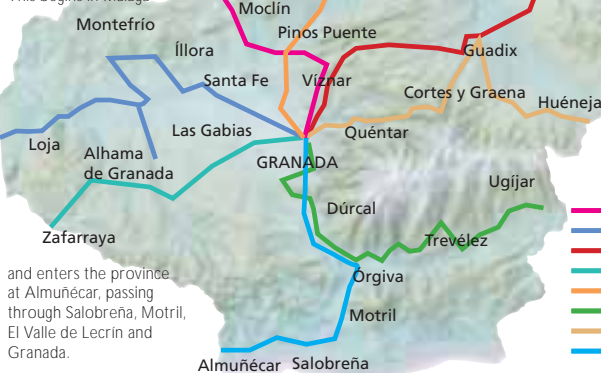 This begins in Málaga
Moclín
Montefrío
Pinos Puente
Íllora
Guadix
Santa Fe
Víznar
Cortes y Graena
Huéneja
Las Gabias
Quéntar
Loja
Alhama
de Granada
GRANADA
Ugíjar
Dúrcal
Zafarraya
Trevélez
and enters the province
at Almuñécar, passing
through Salobreña, Motril,
El Valle de Lecrín and
Granada.
Órgiva
Motril
Almuñécar
Salobreña